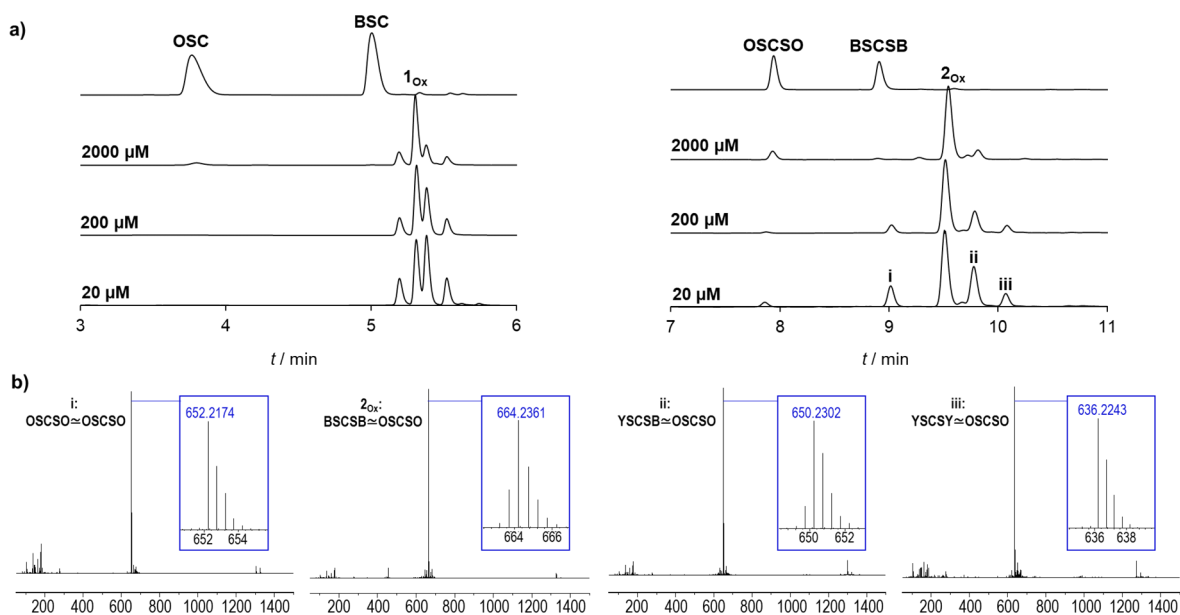 a)
OSC
BSC
1Ox
2000 µM
200 µM
20 µM
3
4
5
6
t / min
OSCSO
BSCSB
2Ox
2000 µM
200 µM
20 µM
i
ii
iii
7
8
9
10
11
t / min
b)
i:
OSCSO≃OSCSO
652.2174
652
654
200 400 600 800 1000 1200 1400
2Ox:
BSCSB≃OSCSO
664.2361
664
666
200 400 600 800 1000 1200 1400
ii:
YSCSB≃OSCSO
650.2302
650
652
200 400 600 800 1000 1200 1400
iii:
YSCSY≃OSCSO
636.2243
636
638
200 400 600 800 1000 1200 1400